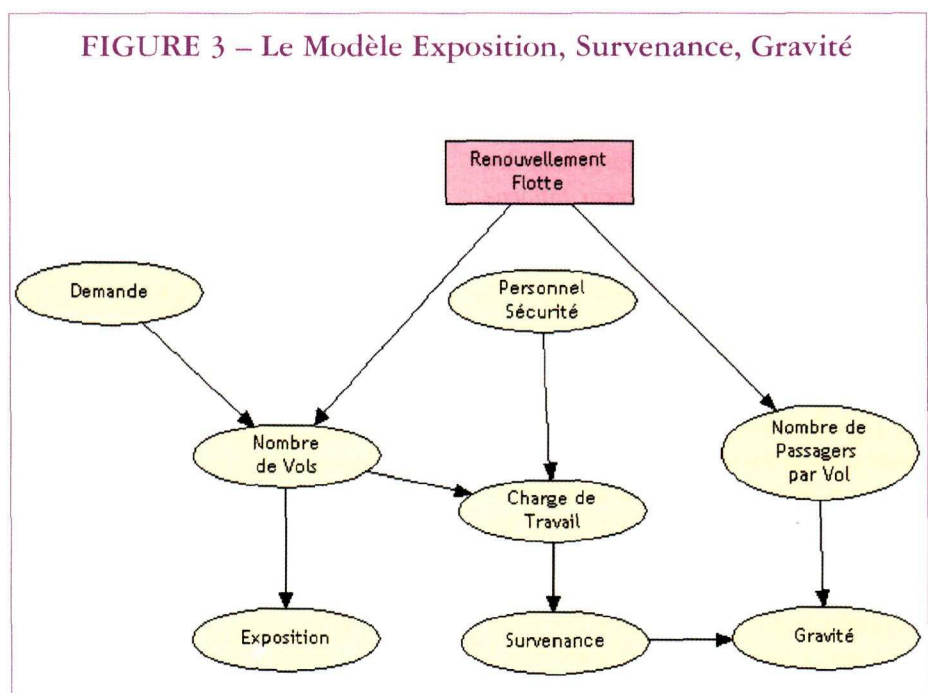 FIGURE 3 – Le Modèle Exposition, Survenance, Gravité
Renouvellement
Flotte
Demande
Personnel
Sécurité
Nombre
de Vols
Nombre de
Passagers
par Vol
Charge de
Travail
Exposition
Survenance
Gravité